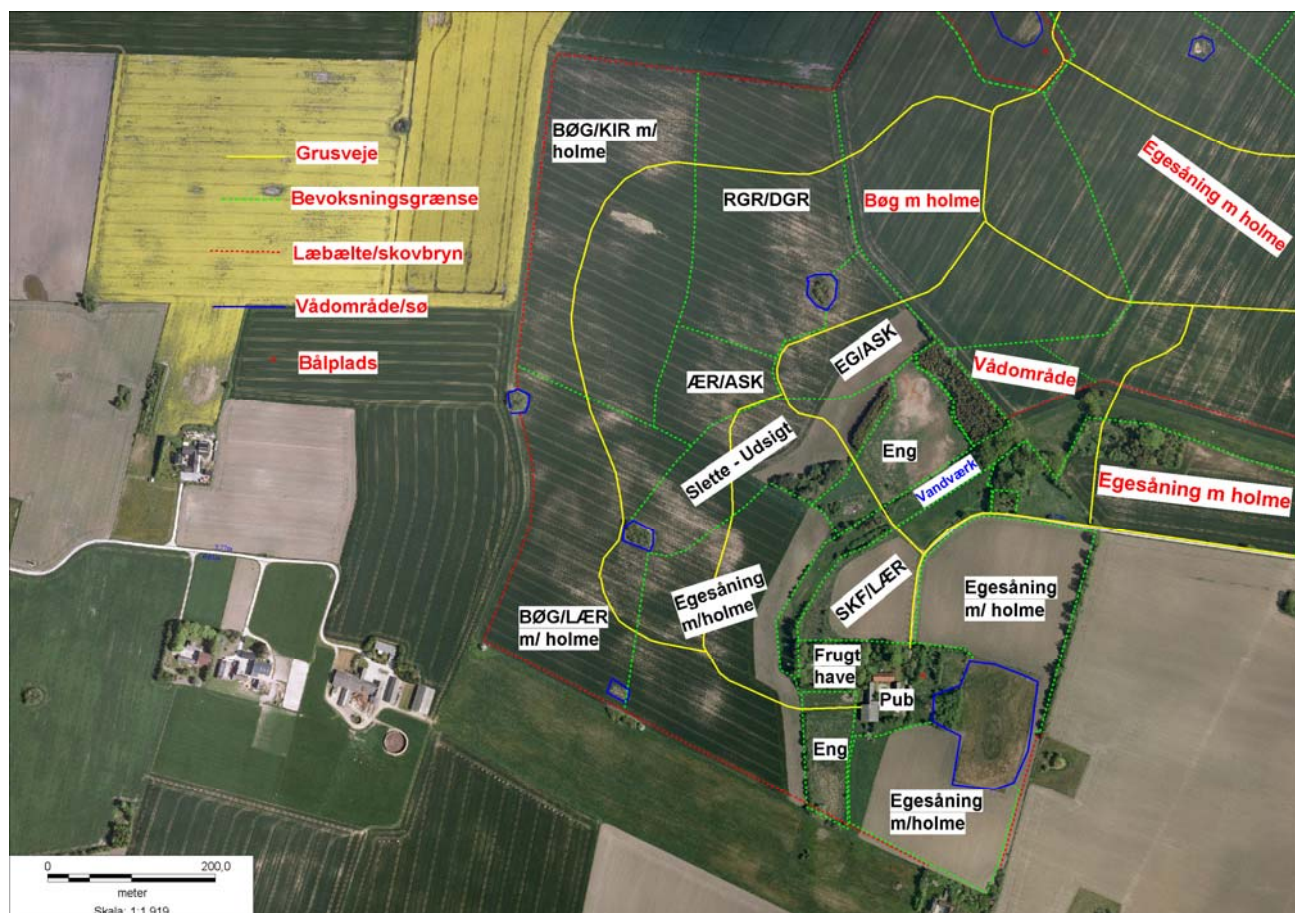 BØG/KIR m/
holme
Grusveje
Bevoksningsgrænse
Læbælte/skovbryn
Vådområde/sø
Bålplads
RGR/DGR
Bøg m holme
Egesåning m holme
EG/ASK
ÆR/ASK
Vådområde
Slette - Udsigt
Eng
Vandværk
Egesåning m holme
BØG/LÆR
m/ holme
Egesåning
m/holme
SKF/LÆR
Egesåning
m/ holme
Frugt
have
Pub
Eng
Egesåning
m/holme
0 200,0
meter
Skala: 1:1.919